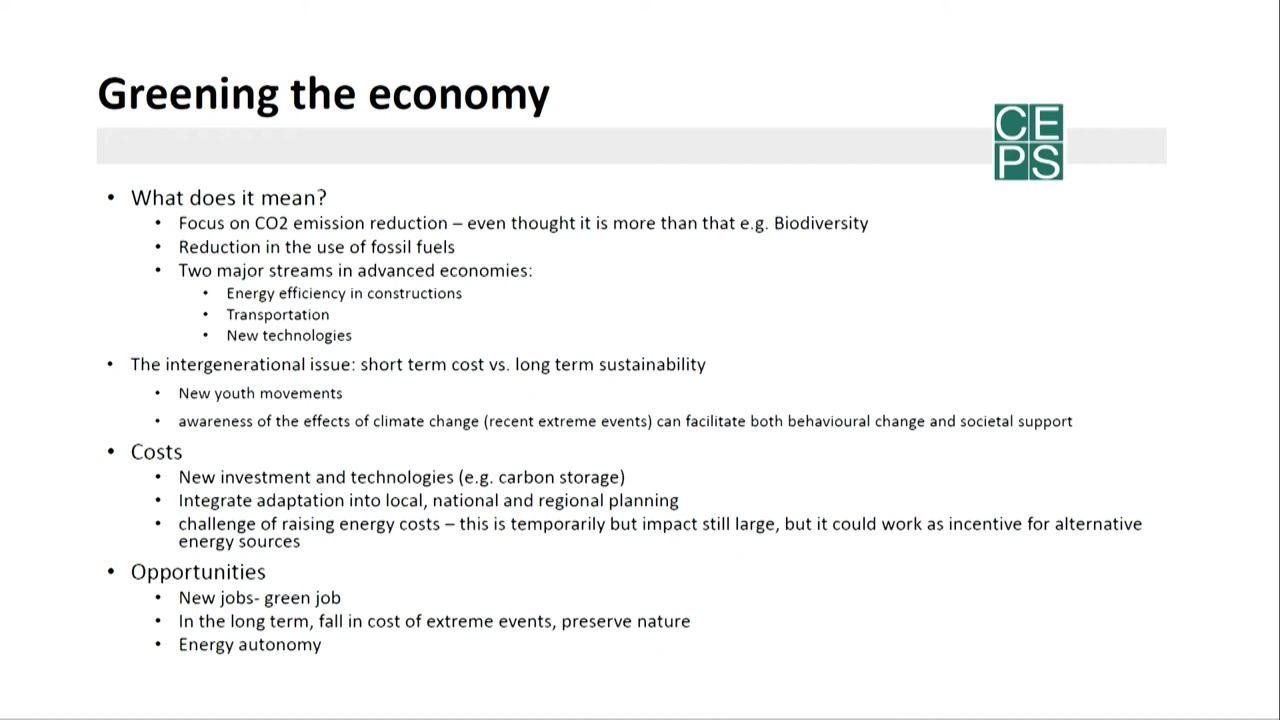 Greening the economy
CE
PS
• What does it mean?
• Focus on CO2 emission reduction – even thought it is more than that e.g. Biodiversity
• Reduction in the use of fossil fuels
• Two major streams in advanced economies:
• Energy efficiency in constructions
• Transportation
• New technologies
• The intergenerational issue: short term cost vs. long term sustainability
• New youth movements
• awareness of the effects of climate change (recent extreme events) can facilitate both behavioural change and societal support
• Costs
• New investment and technologies (e.g. carbon storage)
• Integrate adaptation into local, national and regional planning
• challenge of raising energy costs – this is temporarily but impact still large, but it could work as incentive for alternative
energy sources
• Opportunities
• New jobs- green job
• In the long term, fall in cost of extreme events, preserve nature
• Energy autonomy